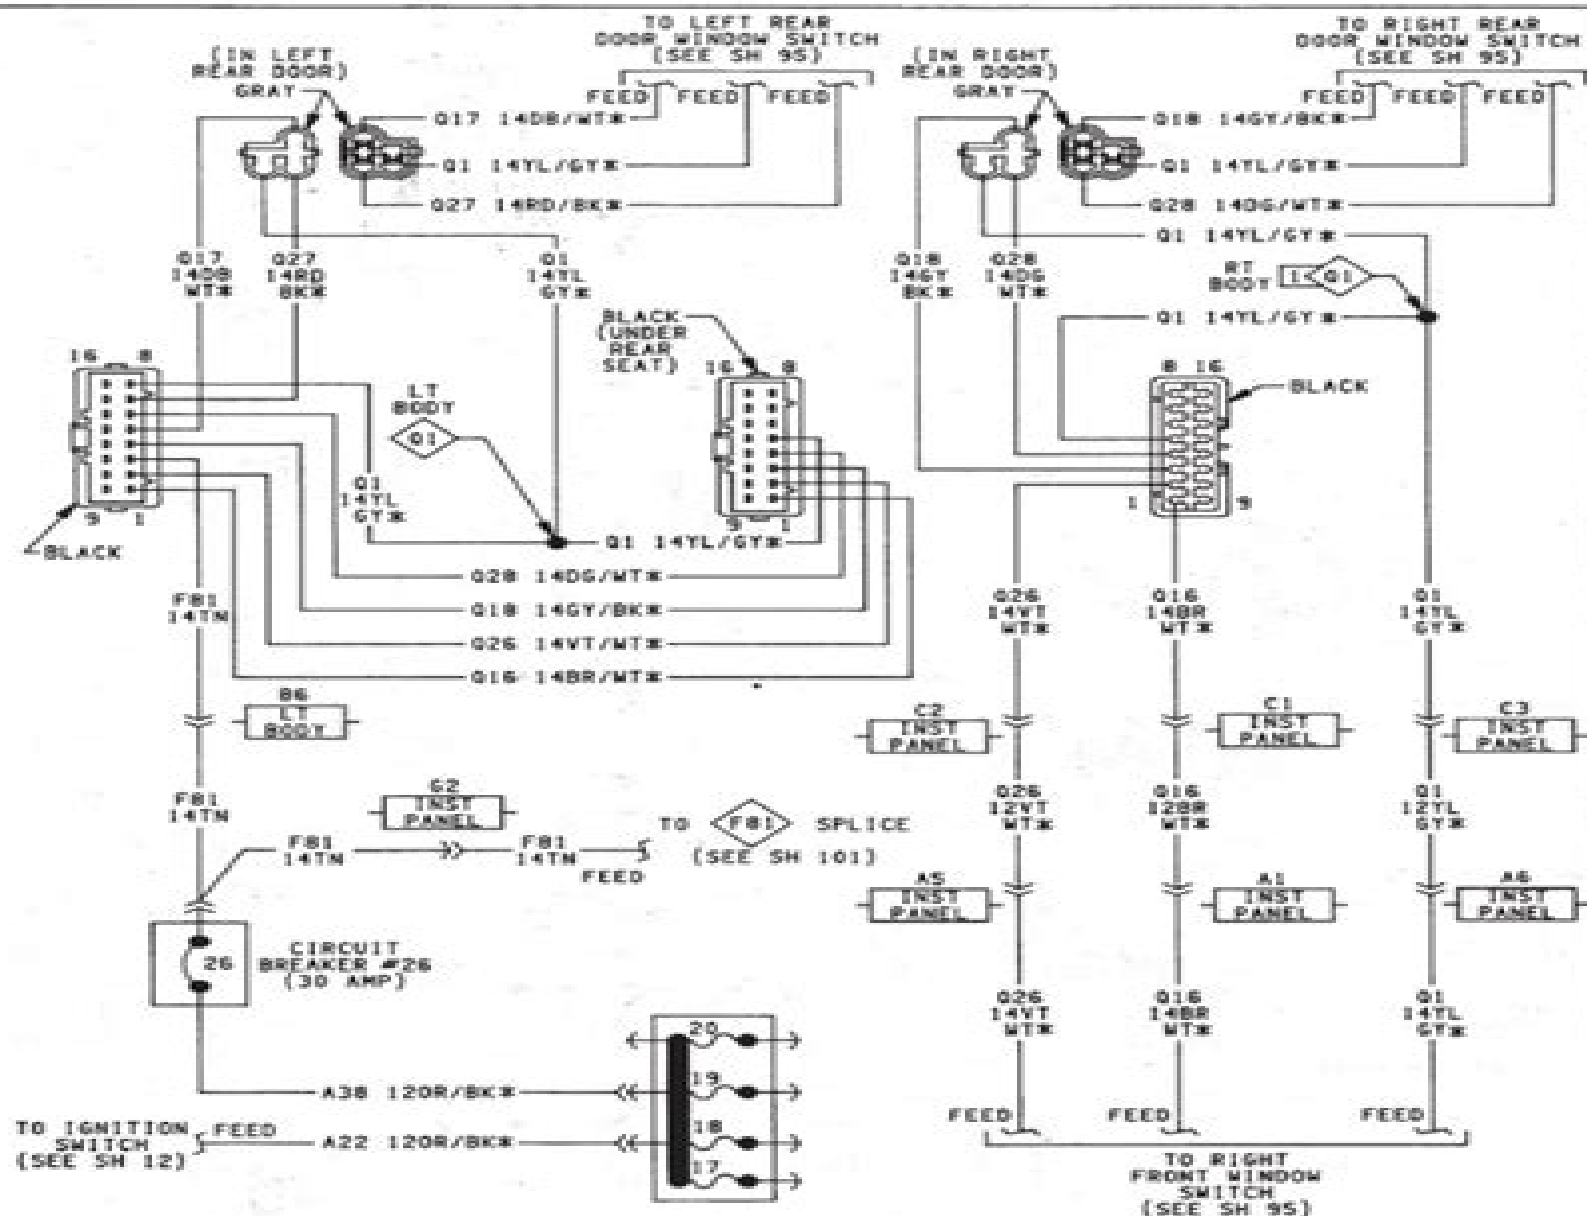 TO LEFT REAR
DOOR WINDOW SWITCH
(SEE SH 95)
TO RIGHT REAR
DOOR WINDOW SWITCH
(SEE SH 95)
(IN LEFT
REAR DOOR)
GRAY
(IN RIGHT
REAR DOOR)
GRAY
FEED FEED FEED
FEED FEED FEED
Q17 14DB/WT*
Q1 14YL/GY*
Q27 14RD/BK*
Q18 14GY/BK*
Q1 14YL/GY*
Q28 14DG/WT*
Q1 14YL/GY*
Q17
14DB
WT*
Q27
14RD
BK*
Q1
14YL
GY*
Q18
14GY
BK*
Q28
14DG
WT*
RT
BODY
1
Q1
Q1 14YL/GY*
BLACK
(UNDER
REAR
SEAT)
16 8
16 8
8 16
BLACK
LT
BODY
Q1
Q1
14YL
GY*
9 1
9 1
1 9
BLACK
Q1 14YL/GY*
Q28 14DG/WT*
Q18 14GY/BK*
Q26 14VT/WT*
Q16 14BR/WT*
F81
14TN
Q26
14VT
WT*
Q16
14BR
WT*
Q1
14YL
GY*
B6
LT
BODY
C2
INST
PANEL
C1
INST
PANEL
C3
INST
PANEL
F81
14TN
G2
INST
PANEL
Q26
12VT
WT*
Q16
12BR
WT*
Q1
12YL
GY*
F81
14TN
F81
14TN
FEED
TO F81 SPLICE
(SEE SH 101)
A5
INST
PANEL
A1
INST
PANEL
A6
INST
PANEL
26
CIRCUIT
BREAKER #26
(30 AMP)
Q26
14VT
WT*
Q16
14BR
WT*
Q1
14YL
GY*
20
19
18
17
A38 12OR/BK*
TO IGNITION
SWITCH
(SEE SH 12)
FEED
A22 12OR/BK*
FEED FEED FEED
TO RIGHT
FRONT WINDOW
SWITCH
(SEE SH 95)